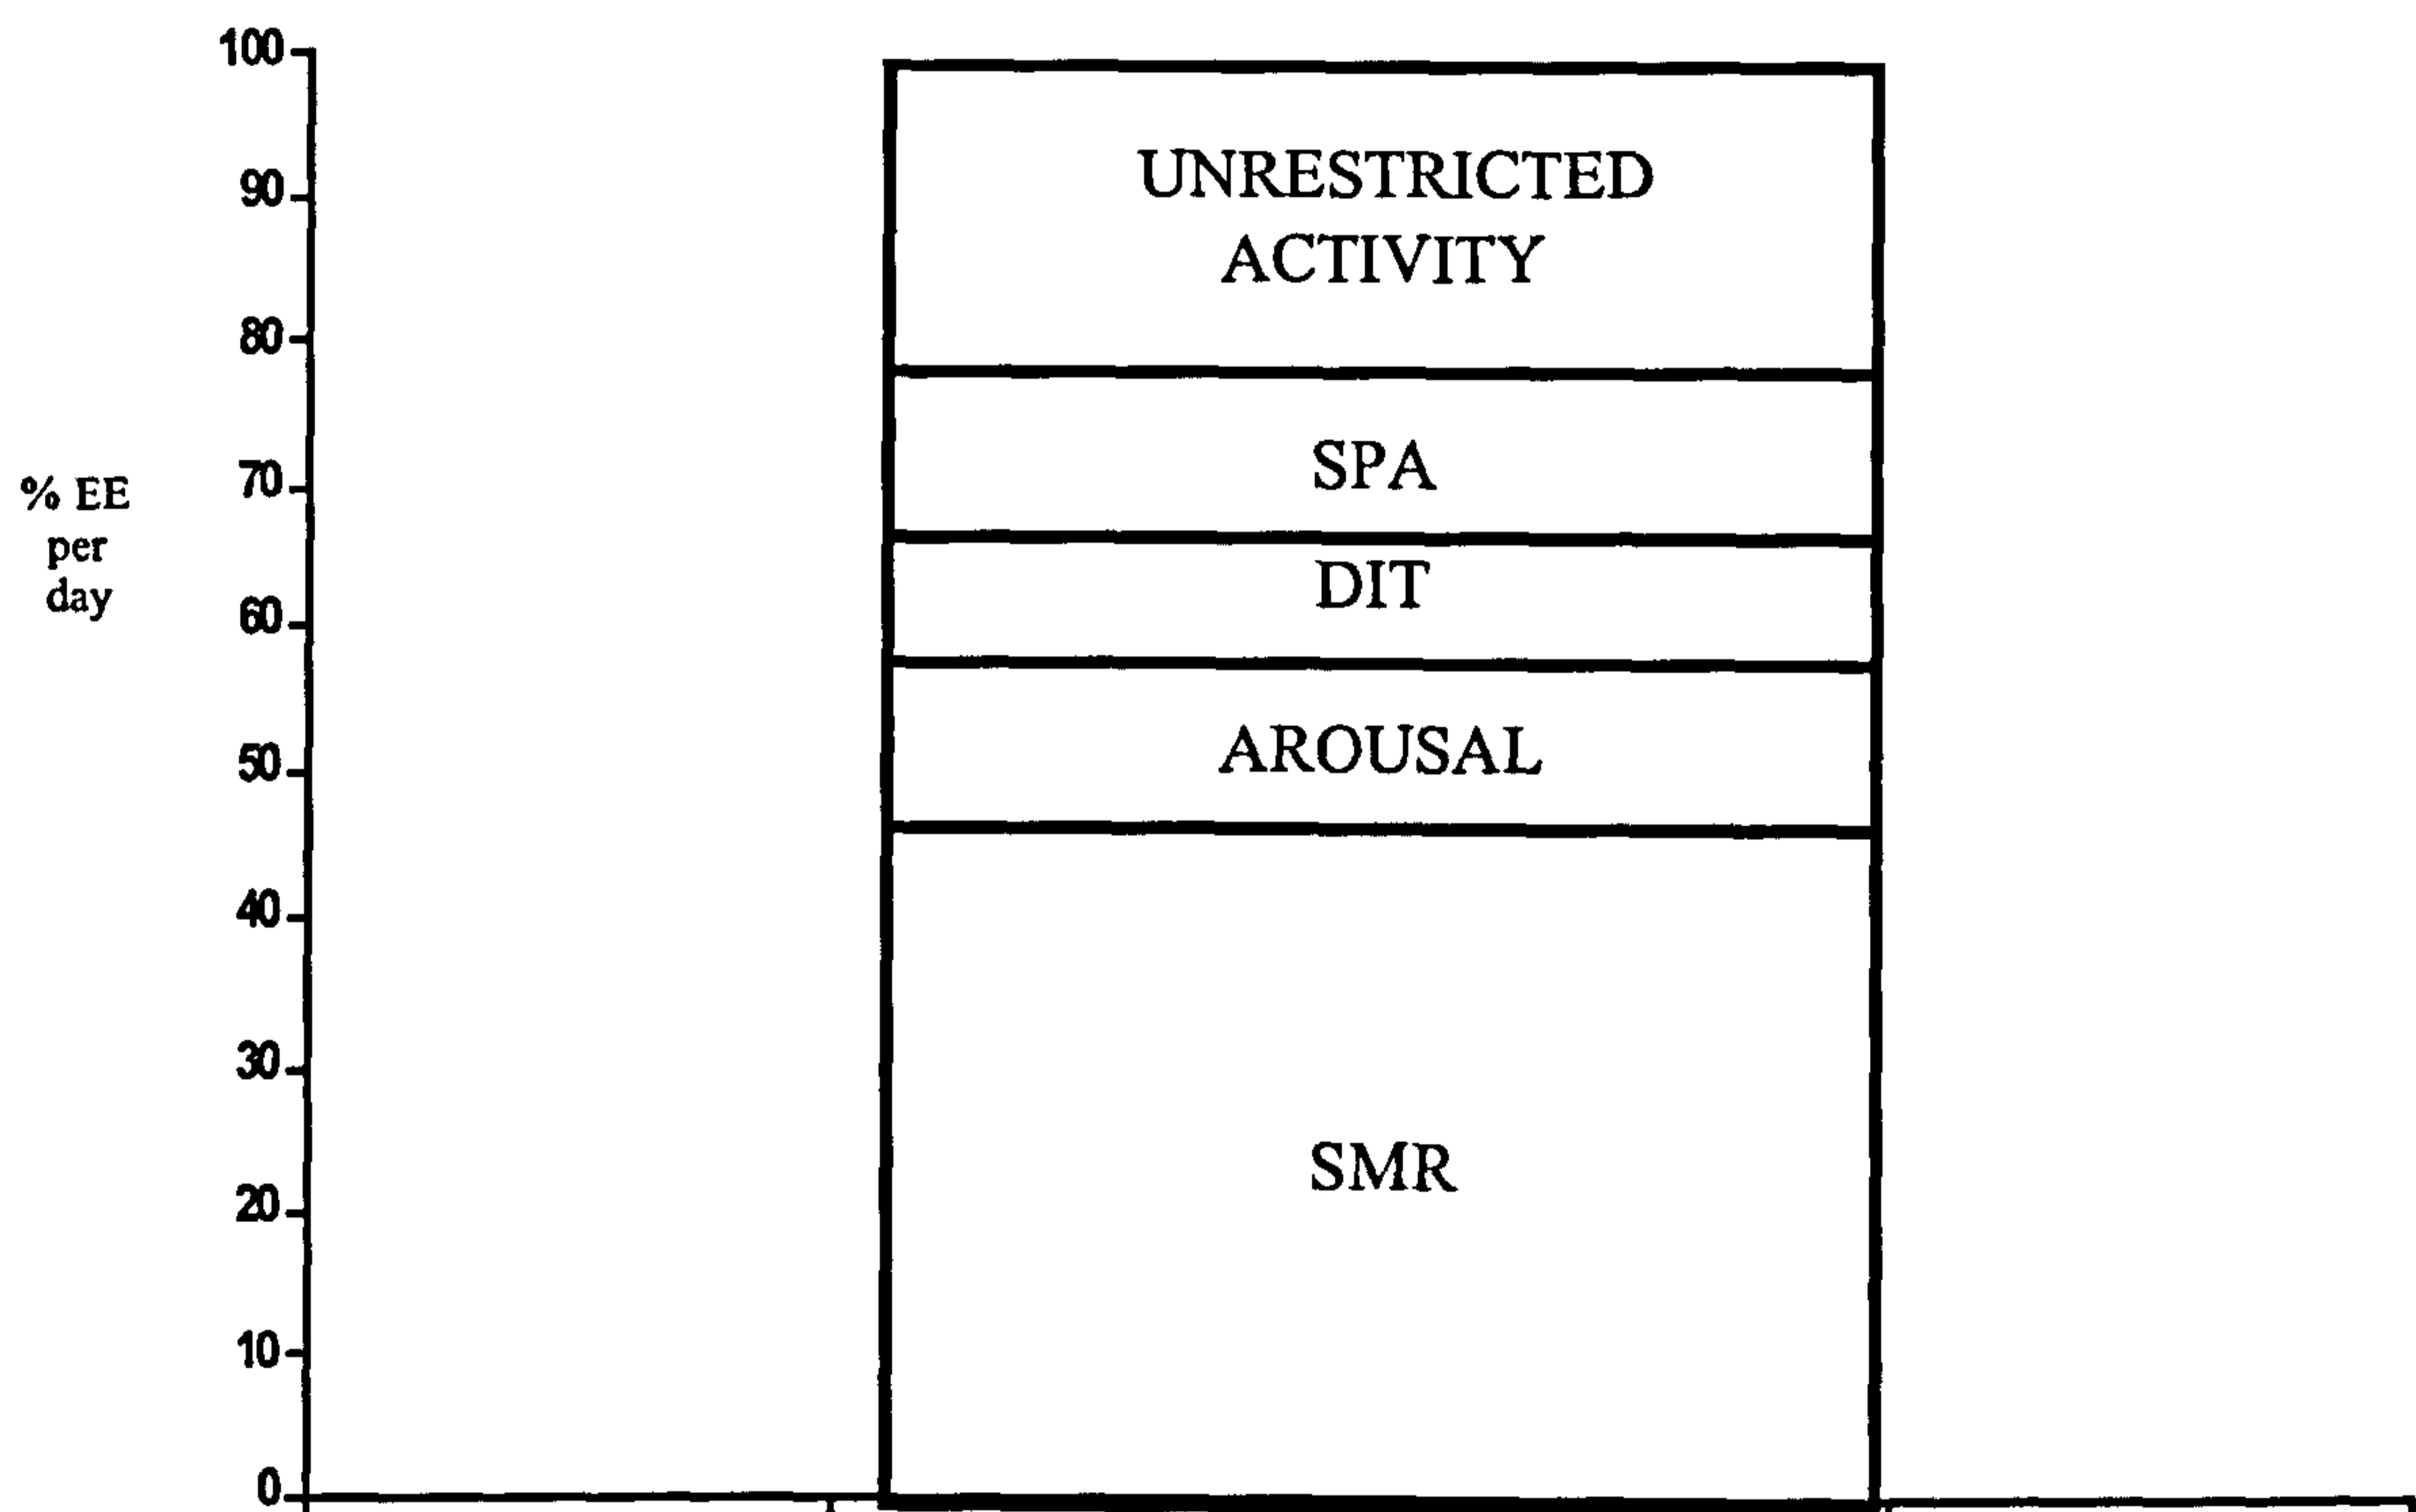 100
90
80
70
60
50
40
30
20
10
0
% EE
per
day
UNRESTRICTED
ACTIVITY
SPA
DIT
AROUSAL
SMR